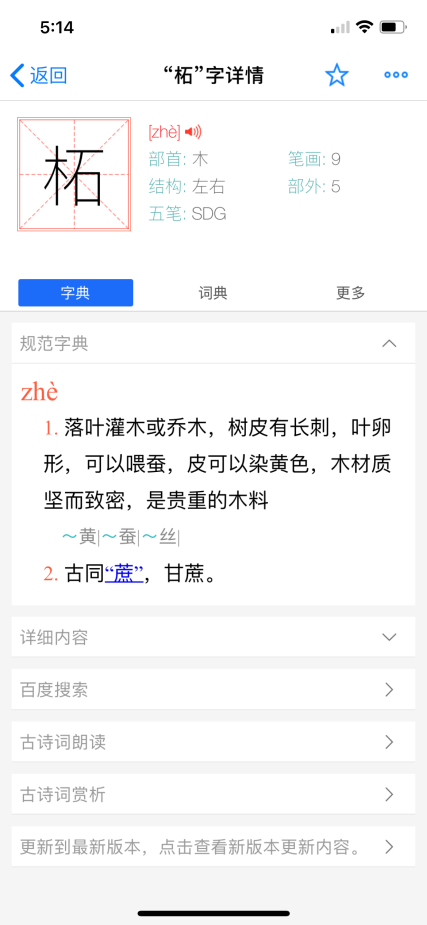 5:14
返回
“柘”字详情
柘
[zhè]
部首: 木 笔画: 9
结构: 左右 部外: 5
五笔: SDG
字典 词典 更多
规范字典
zhè
1. 落叶灌木或乔木，树皮有长刺，叶卵
形，可以喂蚕，皮可以染黄色，木材质
坚而致密，是贵重的木料
～黄|～蚕|～丝|
2. 古同“蔗”，甘蔗。
详细内容
百度搜索
古诗词朗读
古诗词赏析
更新到最新版本，点击查看新版本更新内容。